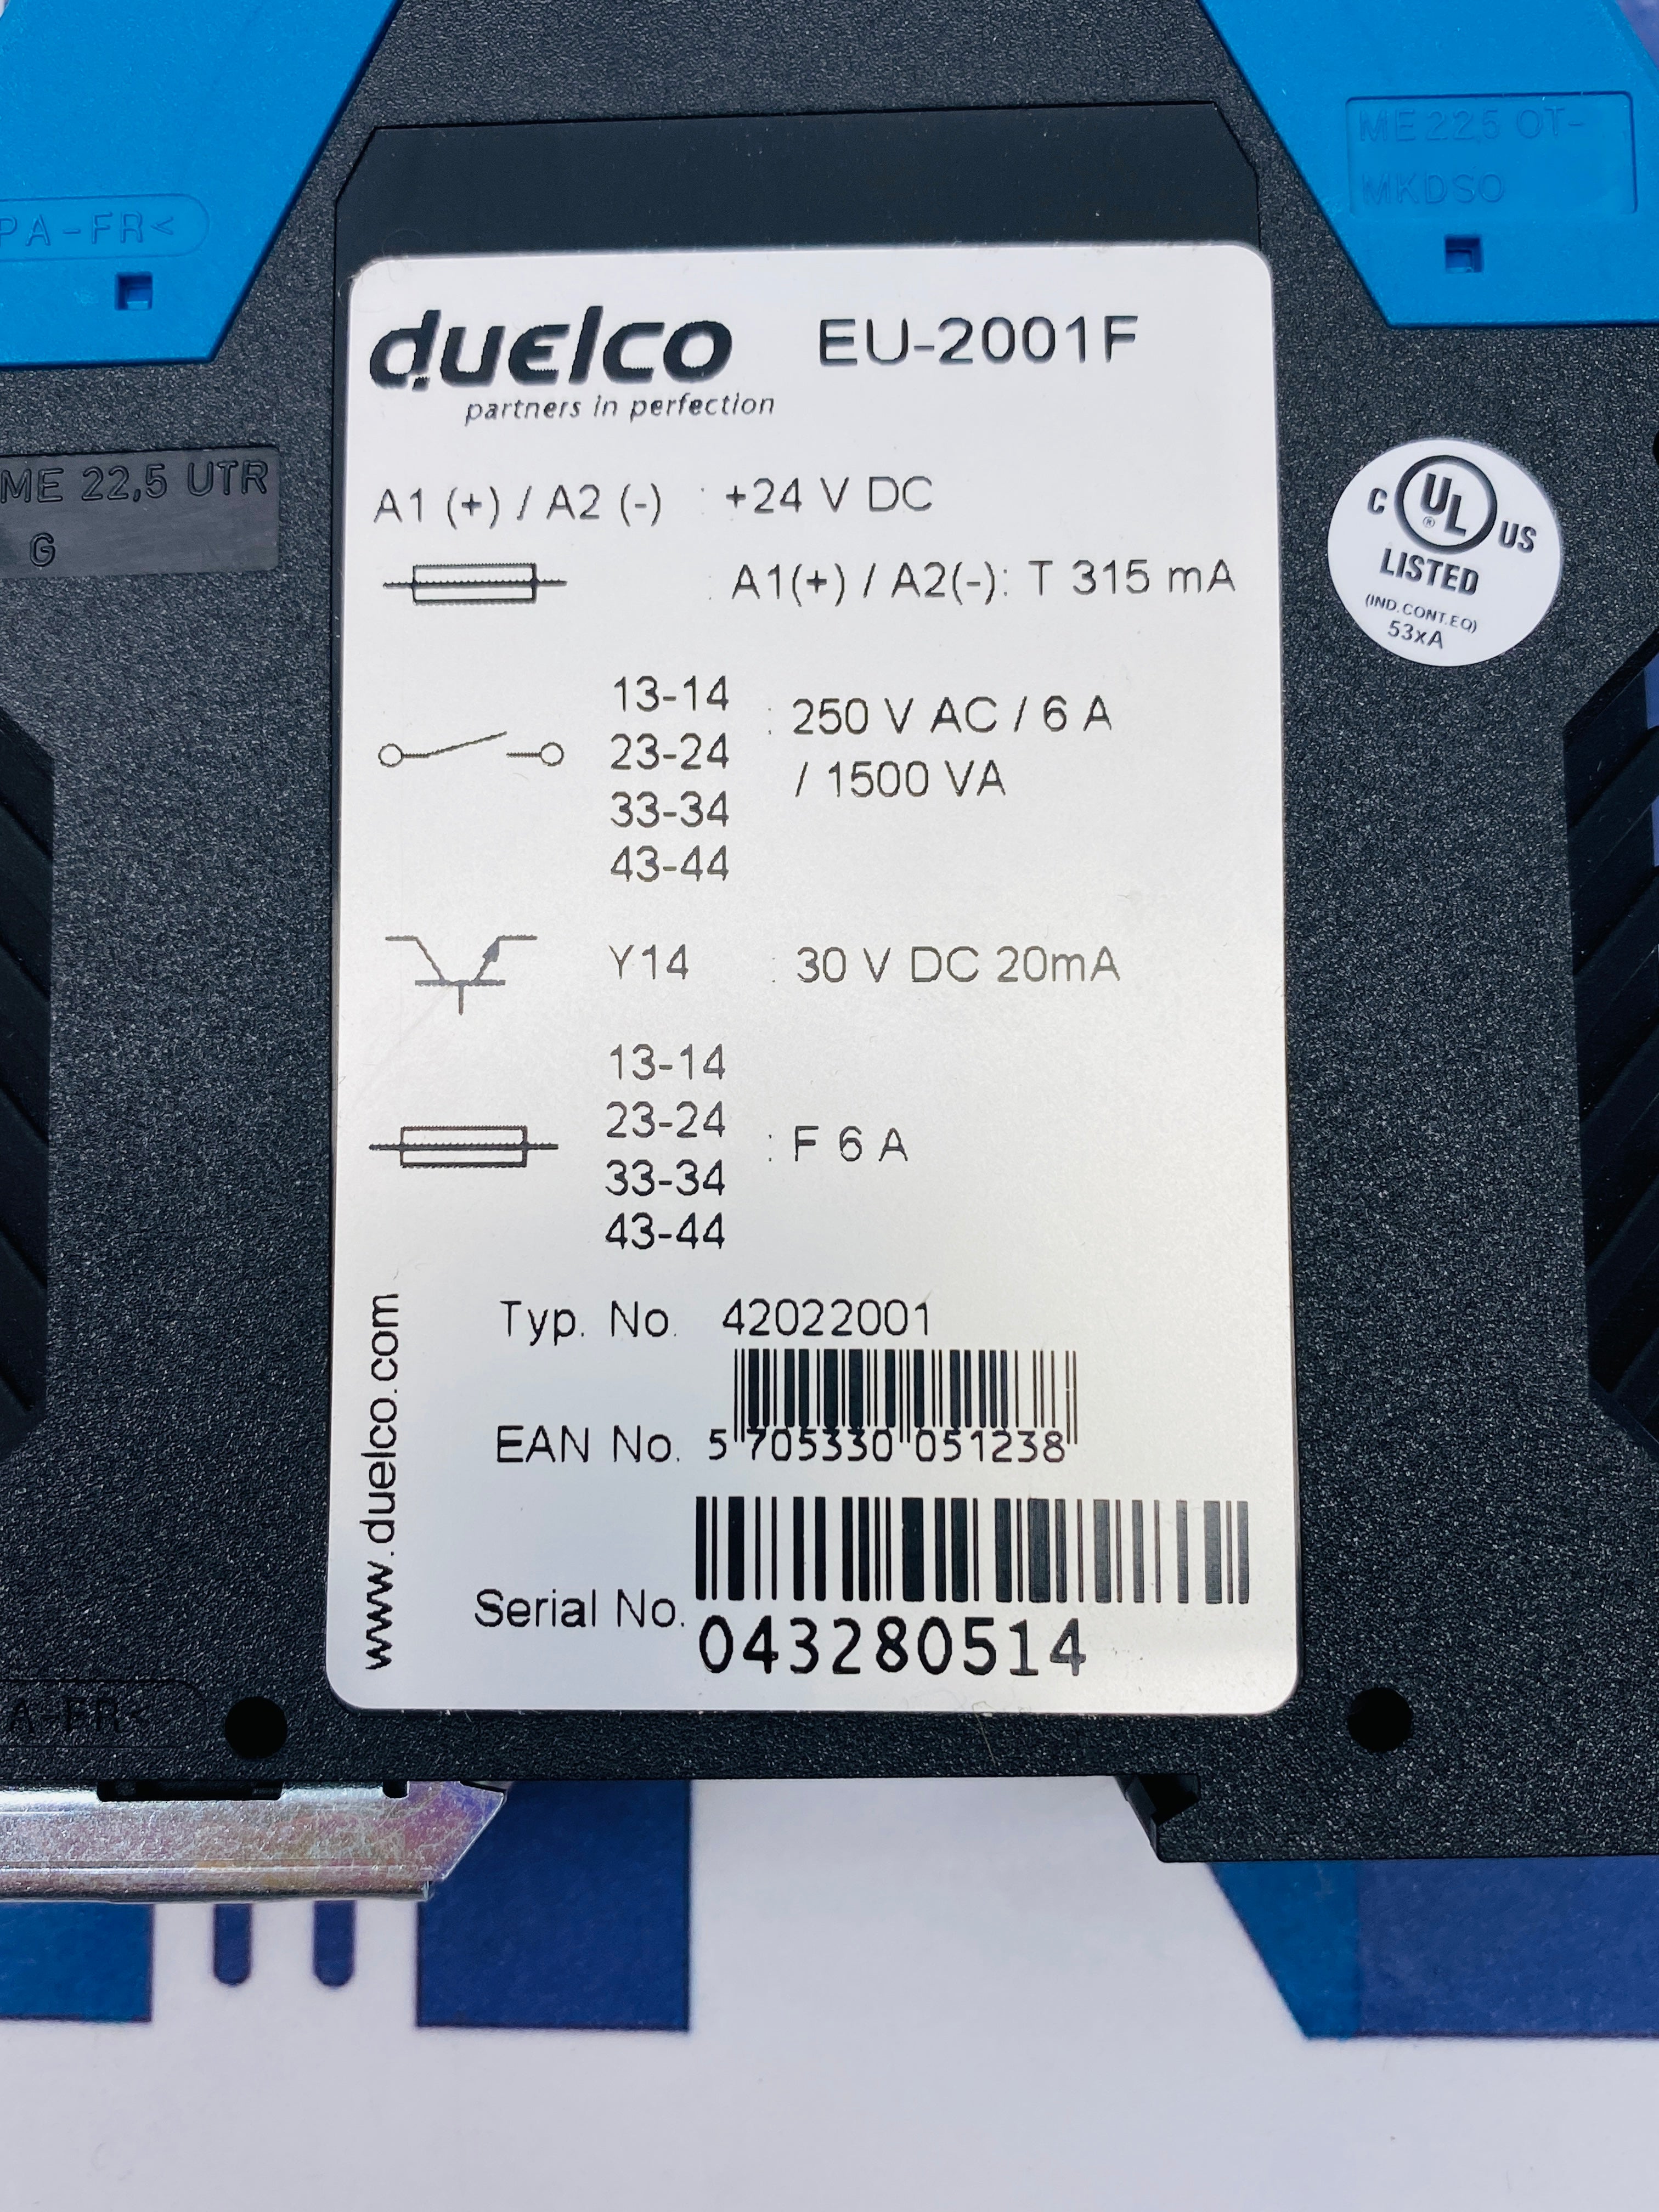 PA-FR<
ME 22,5 OT-
MKDSO
duelco EU-2001F
partners in perfection
ME 22,5 UTR
G
A1 (+) / A2 (-) : +24 V DC
: A1(+) / A2(-): T 315 mA
C UL ® US
LISTED
(IND.CONT.EQ)
53xA
13-14
23-24
33-34
43-44
: 250 V AC / 6 A
/ 1500 VA
Y14 : 30 V DC 20mA
13-14
23-24
33-34
43-44
: F 6 A
www.duelco.com
Typ. No. 42022001
EAN No. 5 705330 051238
Serial No. 043280514
A-FR<